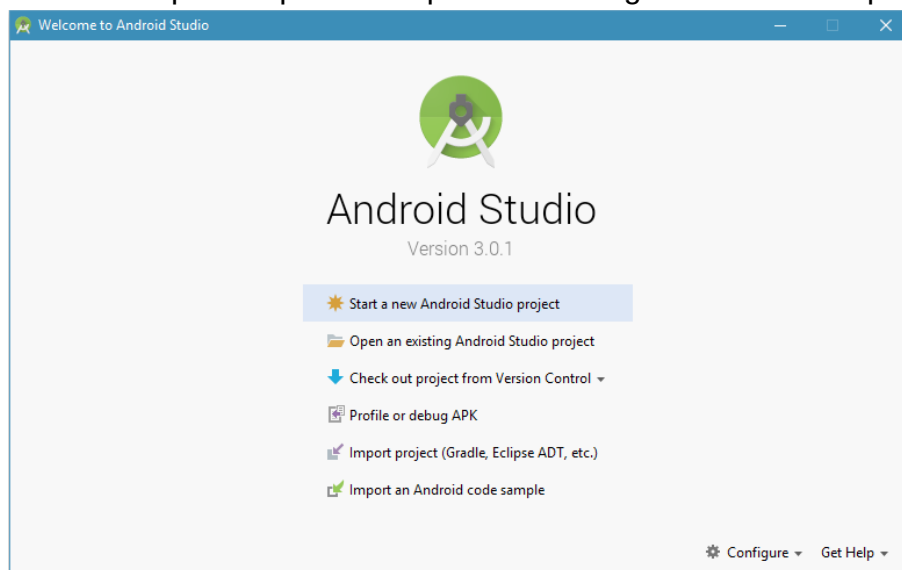 Welcome to Android Studio
Android Studio
Version 3.0.1
Start a new Android Studio project
Open an existing Android Studio project
Check out project from Version Control
Profile or debug APK
Import project (Gradle, Eclipse ADT, etc.)
Import an Android code sample
Configure
Get Help